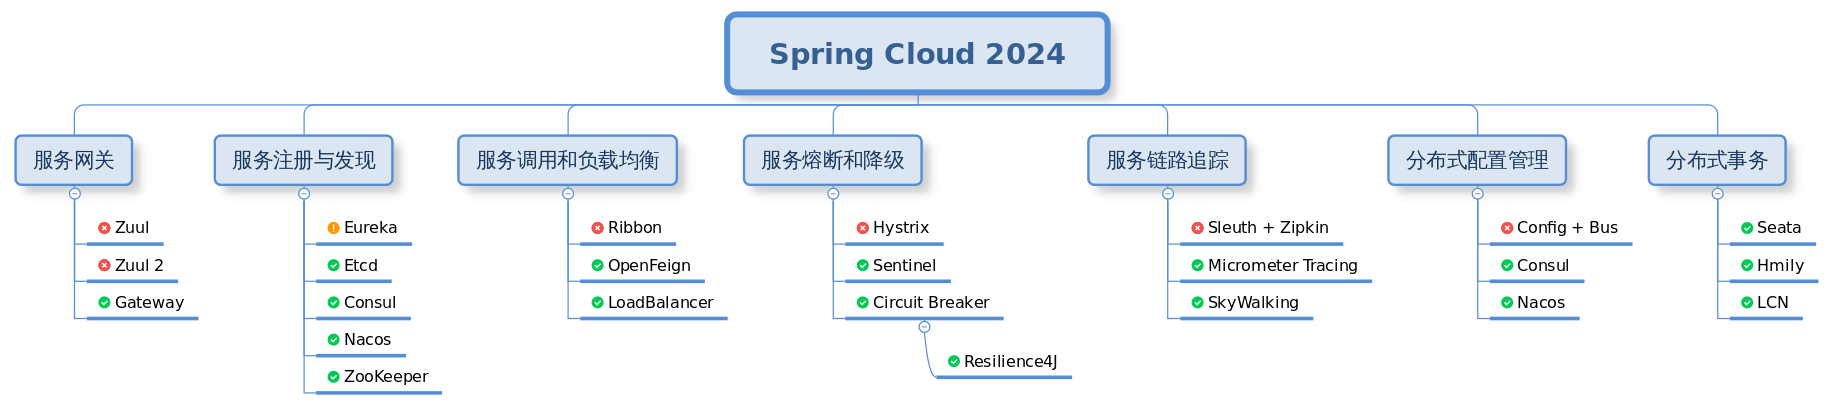 Spring Cloud 2024
服务网关
服务注册与发现
服务调用和负载均衡
服务熔断和降级
服务链路追踪
分布式配置管理
分布式事务
Zuul
Zuul 2
Gateway
Eureka
Etcd
Consul
Nacos
ZooKeeper
Ribbon
OpenFeign
LoadBalancer
Hystrix
Sentinel
Circuit Breaker
Resilience4J
Sleuth + Zipkin
Micrometer Tracing
SkyWalking
Config + Bus
Consul
Nacos
Seata
Hmily
LCN